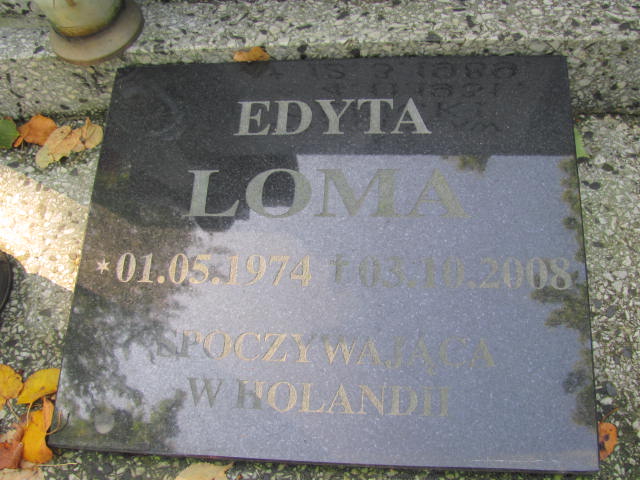 EDYTA
LOMA
*01.05.1974 †03.10.2008
SPOCZYWAJĄCA
W HOLANDII